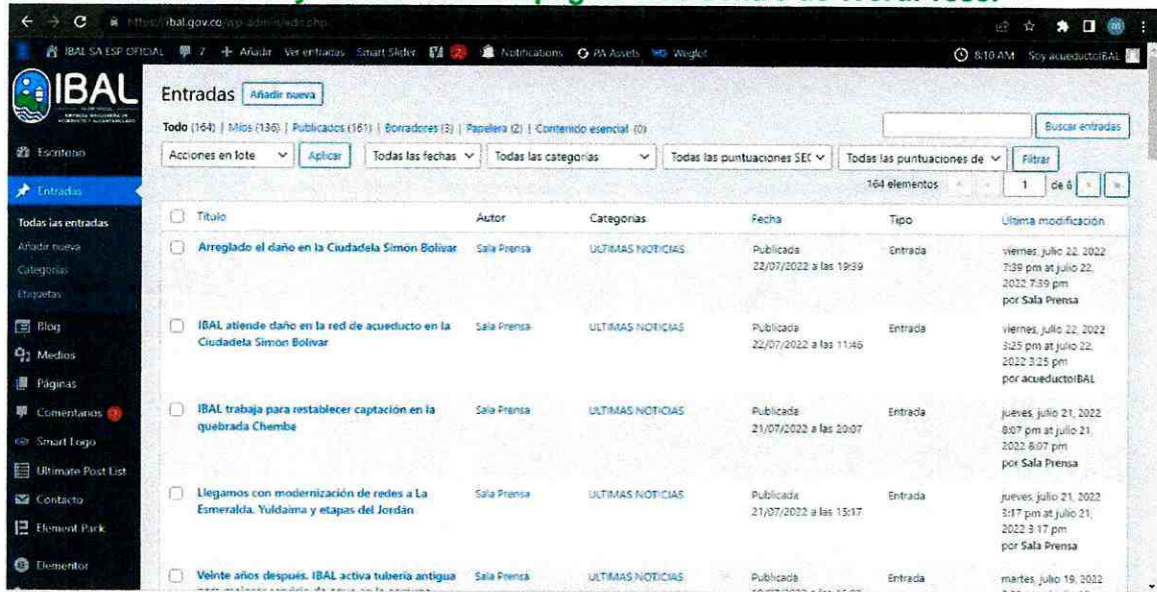 https://ibal.gov.co/wp-admin/edit.php
IBAL SA ESP OFICIAL 7 + Añadir Ver entradas Smart Slider Notifications PA Assets Weglot 8:10 AM Soy acueductoIBAL
IBAL
Entradas Añadir nueva
Todo (164) | Míos (136) | Publicados (161) | Borradores (3) | Papelera (2) | Contenido esencial (0) Buscar entradas
Acciones en lote Aplicar Todas las fechas Todas las categorías Todas las puntuaciones SEO Todas las puntuaciones de Filtrar
164 elementos 1 de 6
Escritorio
Entradas
Todas las entradas
Añadir nueva
Categorías
Etiquetas
Blog
Medios
Páginas
Comentarios
Smart Logo
Ultimate Post List
Contacto
Element Pack
Elementor
Título Autor Categorías Fecha Tipo Última modificación
Arreglado el daño en la Ciudadela Simón Bolívar Sala Prensa ULTIMAS NOTICIAS Publicada Entrada viernes, julio 22, 2022
22/07/2022 a las 19:39 7:39 pm at julio 22,
2022 7:39 pm
por Sala Prensa
IBAL atiende daño en la red de acueducto en la Sala Prensa ULTIMAS NOTICIAS Publicada Entrada viernes, julio 22, 2022
Ciudadela Simón Bolívar 22/07/2022 a las 11:46 3:25 pm at julio 22,
2022 3:25 pm
por acueductoIBAL
IBAL trabaja para restablecer captación en la Sala Prensa ULTIMAS NOTICIAS Publicada Entrada jueves, julio 21, 2022
quebrada Chembe 21/07/2022 a las 20:07 8:07 pm at julio 21,
2022 8:07 pm
por Sala Prensa
Llegamos con modernización de redes a La Sala Prensa ULTIMAS NOTICIAS Publicada Entrada jueves, julio 21, 2022
Esmeralda, Yuldaima y etapas del Jordán 21/07/2022 a las 15:17 3:17 pm at julio 21,
2022 3:17 pm
por Sala Prensa
Veinte años después, IBAL activa tubería antigua Sala Prensa ULTIMAS NOTICIAS Publicada Entrada martes, julio 19, 2022